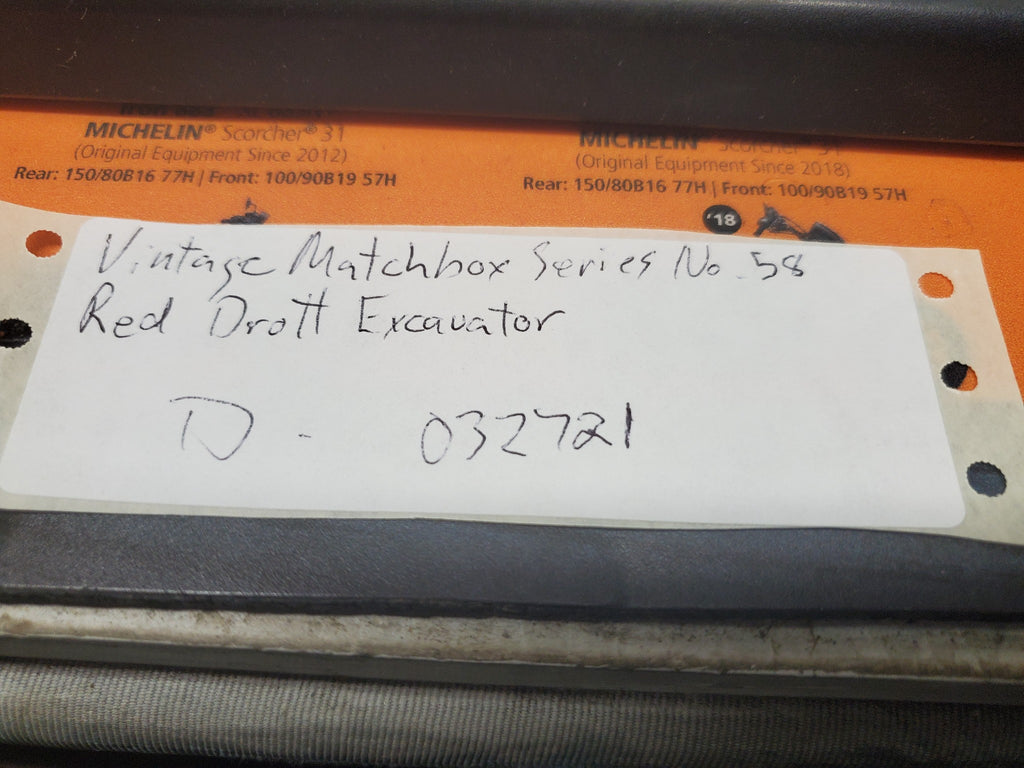 MICHELIN® Scorcher® 31
(Original Equipment Since 2012)
Rear: 150/80B16 77H | Front: 100/90B19 57H
MICHELIN® Scorcher® 31
(Original Equipment Since 2018)
Rear: 150/80B16 77H | Front: 100/90B19 57H
'18
Vintage Matchbox Series No. 58
Red Drott Excavator
D - 032721